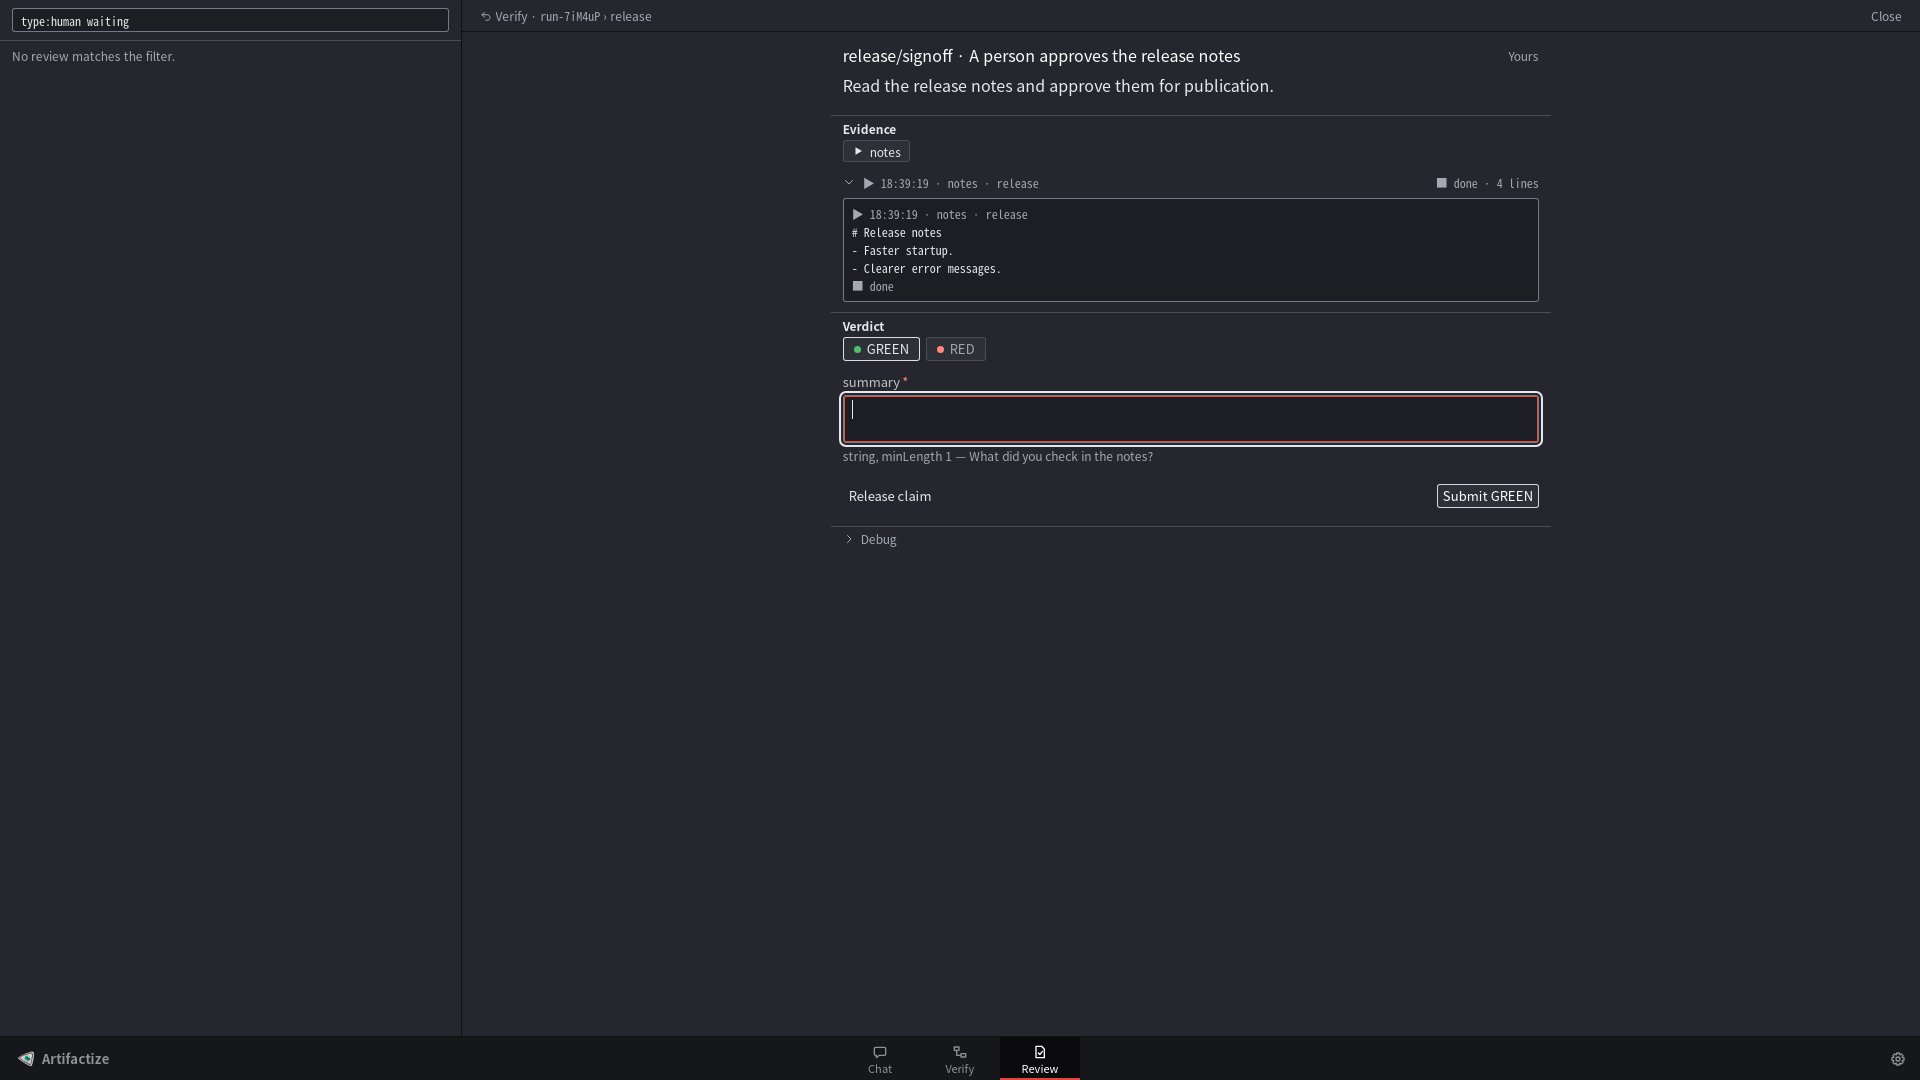 type:human waiting
No review matches the filter.
Verify · run-7iM4uP › release
Close
release/signoff · A person approves the release notes
Yours
Read the release notes and approve them for publication.
Evidence
notes
18:39:19 · notes · release
done · 4 lines
18:39:19 · notes · release
# Release notes
- Faster startup.
- Clearer error messages.
done
Verdict
GREEN
RED
summary *
string, minLength 1 — What did you check in the notes?
Release claim
Submit GREEN
Debug
Artifactize
Chat
Verify
Review